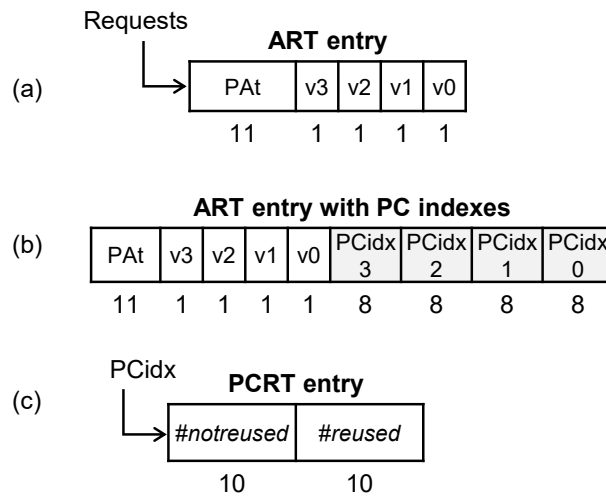 Requests
ART entry
(a)
PAt v3 v2 v1 v0
11 1 1 1 1
ART entry with PC indexes
(b)
PAt v3 v2 v1 v0 PCidx 3 PCidx 2 PCidx 1 PCidx 0
11 1 1 1 1 8 8 8 8
PCidx
PCRT entry
(c)
#notreused #reused
10 10